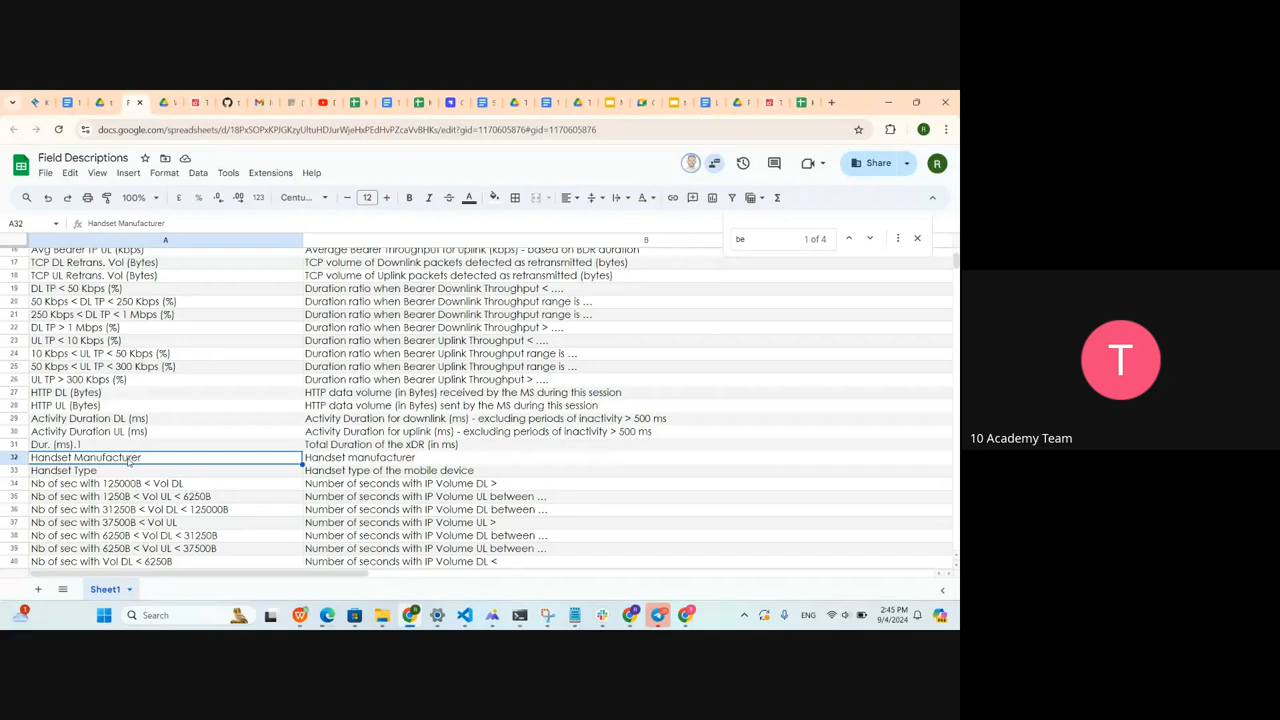 docs.google.com/spreadsheets/d/18PxSOPxKPJGKzyUltuHDJurWjeHxPEdHvPZcaVvBHKs/edit?gid=1170605876#gid=1170605876
R
Field Descriptions
File Edit View Insert Format Data Tools Extensions Help
Share
R
100% £ % 123 Centu... 12
A32 Handset Manufacturer
be 1 of 4
A B
16 Avg Bearer TP UL (kbps) Average Bearer Throughput for Uplink (kbps) - based on BDR duration
17 TCP DL Retrans. Vol (Bytes) TCP volume of Downlink packets detected as retransmitted (bytes)
18 TCP UL Retrans. Vol (Bytes) TCP volume of Uplink packets detected as retransmitted (bytes)
19 DL TP < 50 Kbps (%) Duration ratio when Bearer Downlink Throughput < ....
20 50 Kbps < DL TP < 250 Kbps (%) Duration ratio when Bearer Downlink Throughput range is ...
21 250 Kbps < DL TP < 1 Mbps (%) Duration ratio when Bearer Downlink Throughput range is ...
22 DL TP > 1 Mbps (%) Duration ratio when Bearer Downlink Throughput > ....
23 UL TP < 10 Kbps (%) Duration ratio when Bearer Uplink Throughput < ....
24 10 Kbps < UL TP < 50 Kbps (%) Duration ratio when Bearer Uplink Throughput range is ...
25 50 Kbps < UL TP < 300 Kbps (%) Duration ratio when Bearer Uplink Throughput range is ...
26 UL TP > 300 Kbps (%) Duration ratio when Bearer Uplink Throughput > ....
27 HTTP DL (Bytes) HTTP data volume (in Bytes) received by the MS during this session
28 HTTP UL (Bytes) HTTP data volume (in Bytes) sent by the MS during this session
29 Activity Duration DL (ms) Activity Duration for downlink (ms) - excluding periods of inactivity > 500 ms
30 Activity Duration UL (ms) Activity Duration for uplink (ms) - excluding periods of inactivity > 500 ms
31 Dur. (ms).1 Total Duration of the xDR (in ms)
32 Handset Manufacturer Handset manufacturer
33 Handset Type Handset type of the mobile device
34 Nb of sec with 125000B < Vol DL Number of seconds with IP Volume DL >
35 Nb of sec with 1250B < Vol UL < 6250B Number of seconds with IP Volume UL between ...
36 Nb of sec with 31250B < Vol DL < 125000B Number of seconds with IP Volume DL between ...
37 Nb of sec with 37500B < Vol UL Number of seconds with IP Volume UL >
38 Nb of sec with 6250B < Vol DL < 31250B Number of seconds with IP Volume DL between ...
39 Nb of sec with 6250B < Vol UL < 37500B Number of seconds with IP Volume UL between ...
40 Nb of sec with Vol DL < 6250B Number of seconds with IP Volume DL <
Sheet1
Search
ENG
2:45 PM
9/4/2024
T
10 Academy Team